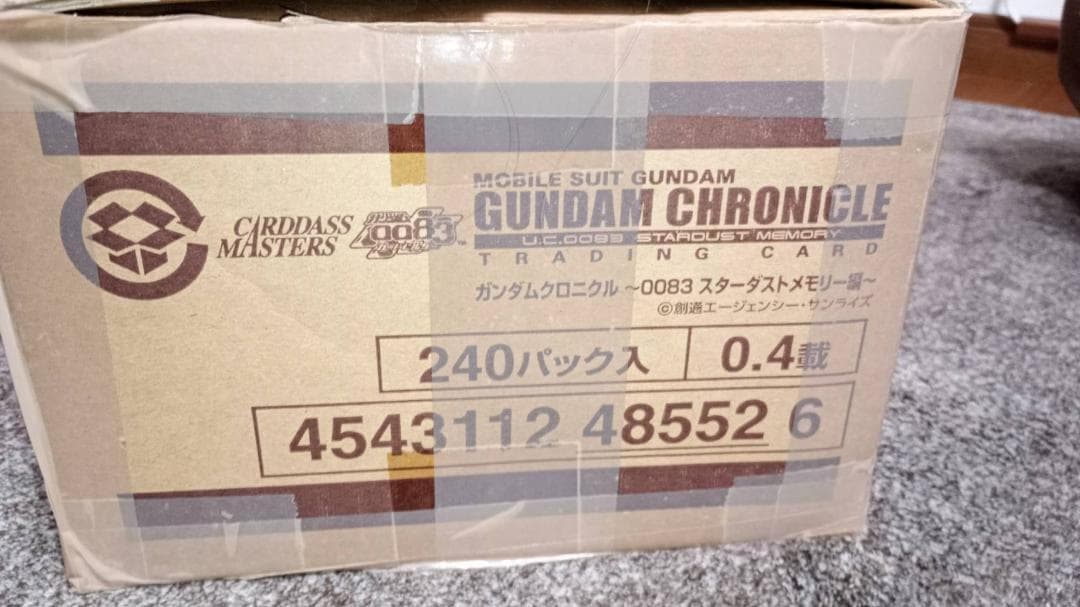 MOBILE SUIT GUNDAM
GUNDAM CHRONICLE
U.C.0083 STARDUST MEMORY
TRADING CARD
CARDDASS
MASTERS
0083
ガンダムクロニクル 〜0083 スターダストメモリー編〜
©創通エージェンシー・サンライズ
240パック入
0.4載
4543112 48552 6